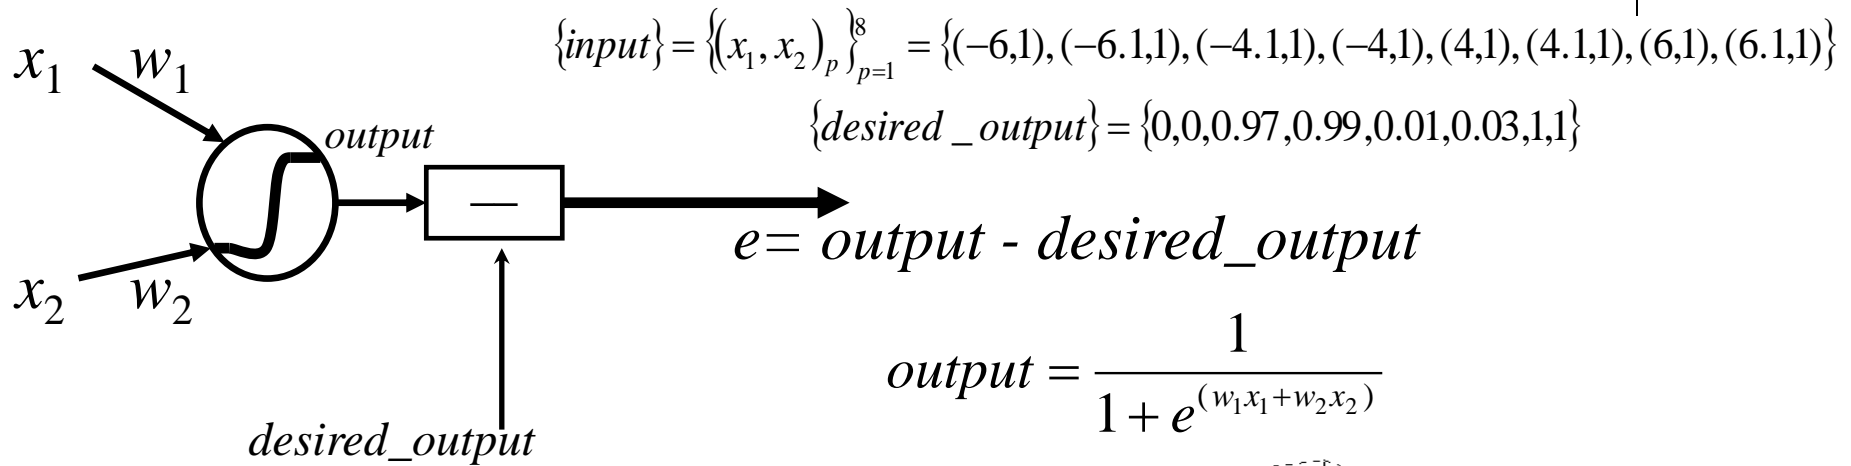 {input} = {(x₁, x₂)ₚ}⁸ₚ₌₁ = {(−6,1), (−6.1,1), (−4.1,1), (−4,1), (4,1), (4.1,1), (6,1), (6.1,1)}
x₁ w₁
{desired _ output} = {0,0,0.97,0.99,0.01,0.03,1,1}
output
—
e= output - desired_output
x₂ w₂
output = 1 / (1 + e^(w₁x₁+w₂x₂))
desired_output